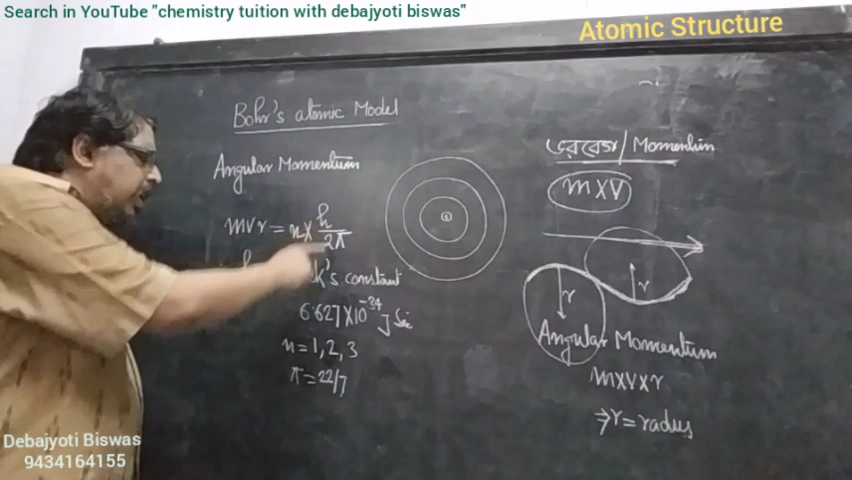 Search in YouTube "chemistry tuition with debajyoti biswas"
Atomic Structure
Bohr's atomic Model
Angular Momentum
mvr = n x h/2π
k's constant
6.627 X 10^-34 J Sec
n = 1, 2, 3
π = 22/7
ভরবেগ / Momentum
m x v
r
r
Angular Momentum
m x v x r
⇒ r = radius
Debajyoti Biswas
9434164155